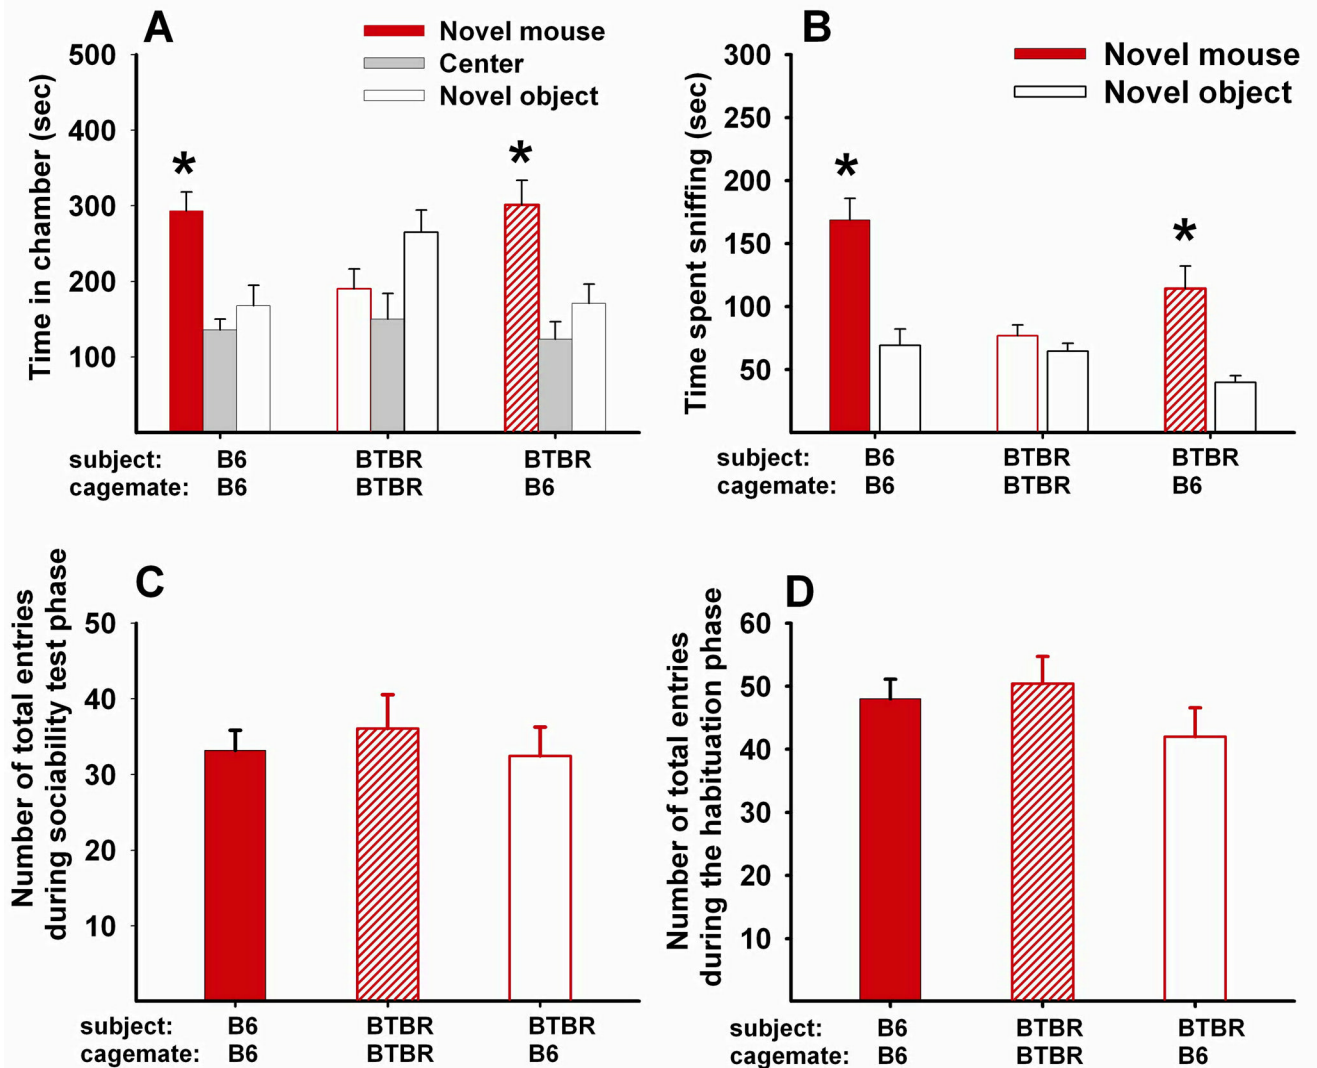 A
Novel mouse
Center
Novel object
Time in chamber (sec)
500
400
300
200
100
*
*
subject: B6 BTBR BTBR
cagemate: B6 BTBR B6
B
Novel mouse
Novel object
Time spent sniffing (sec)
300
250
200
150
100
50
*
*
subject: B6 BTBR BTBR
cagemate: B6 BTBR B6
C
Number of total entries
during sociability test phase
50
40
30
20
10
subject: B6 BTBR BTBR
cagemate: B6 BTBR B6
D
Number of total entries
during the habituation phase
60
50
40
30
20
10
subject: B6 BTBR BTBR
cagemate: B6 BTBR B6